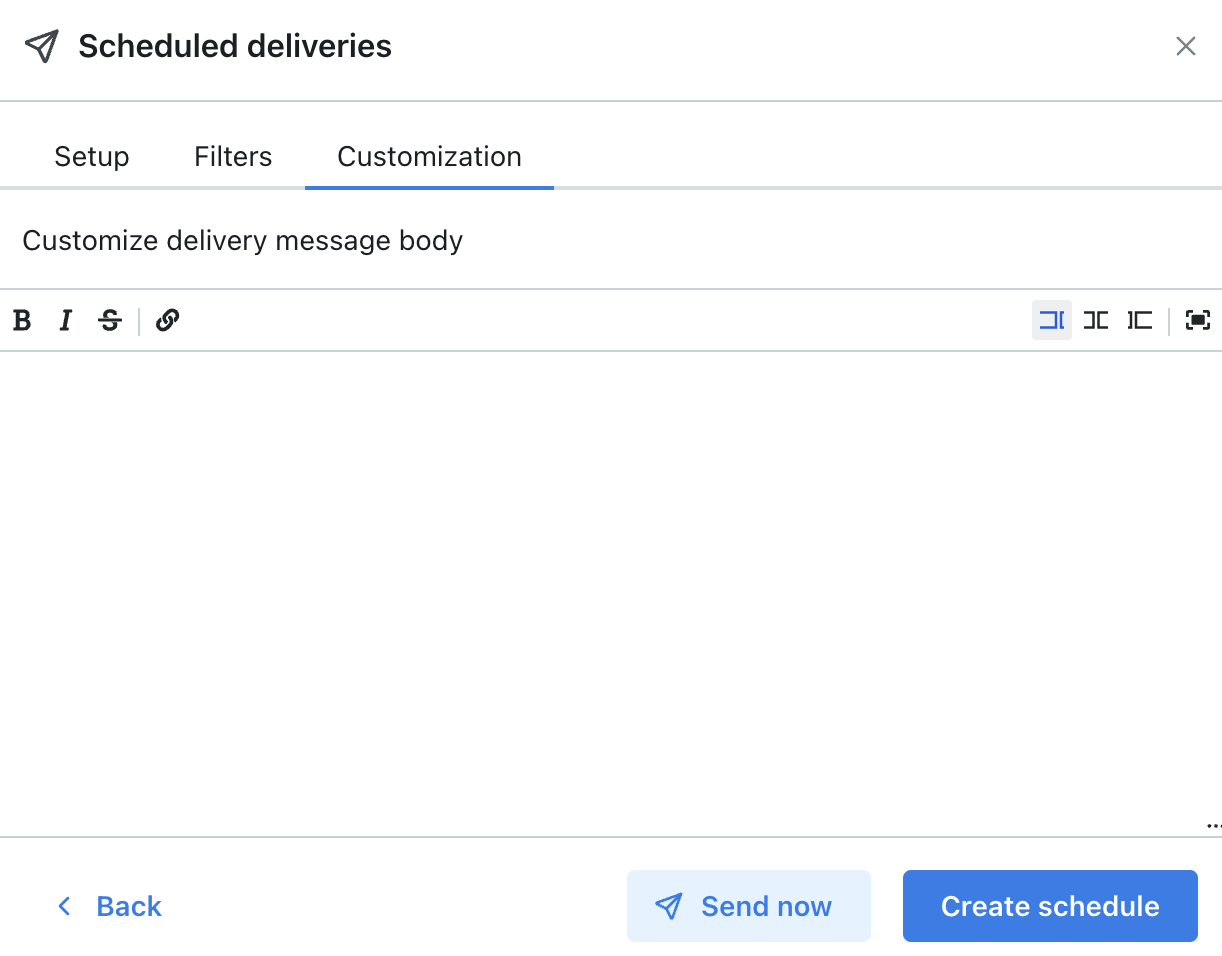 Scheduled deliveries
Setup Filters Customization
Customize delivery message body
B I S
Back Send now Create schedule